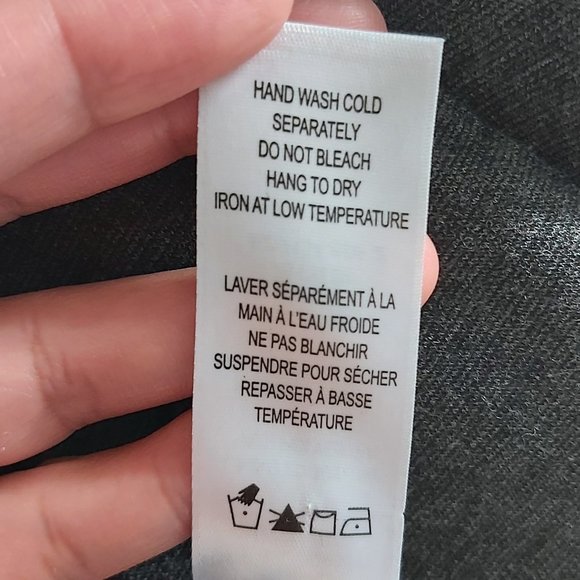 HAND WASH COLD
SEPARATELY
DO NOT BLEACH
HANG TO DRY
IRON AT LOW TEMPERATURE
LAVER SÉPARÉMENT À LA
MAIN À L'EAU FROIDE
NE PAS BLANCHIR
SUSPENDRE POUR SÉCHER
REPASSER À BASSE
TEMPÉRATURE